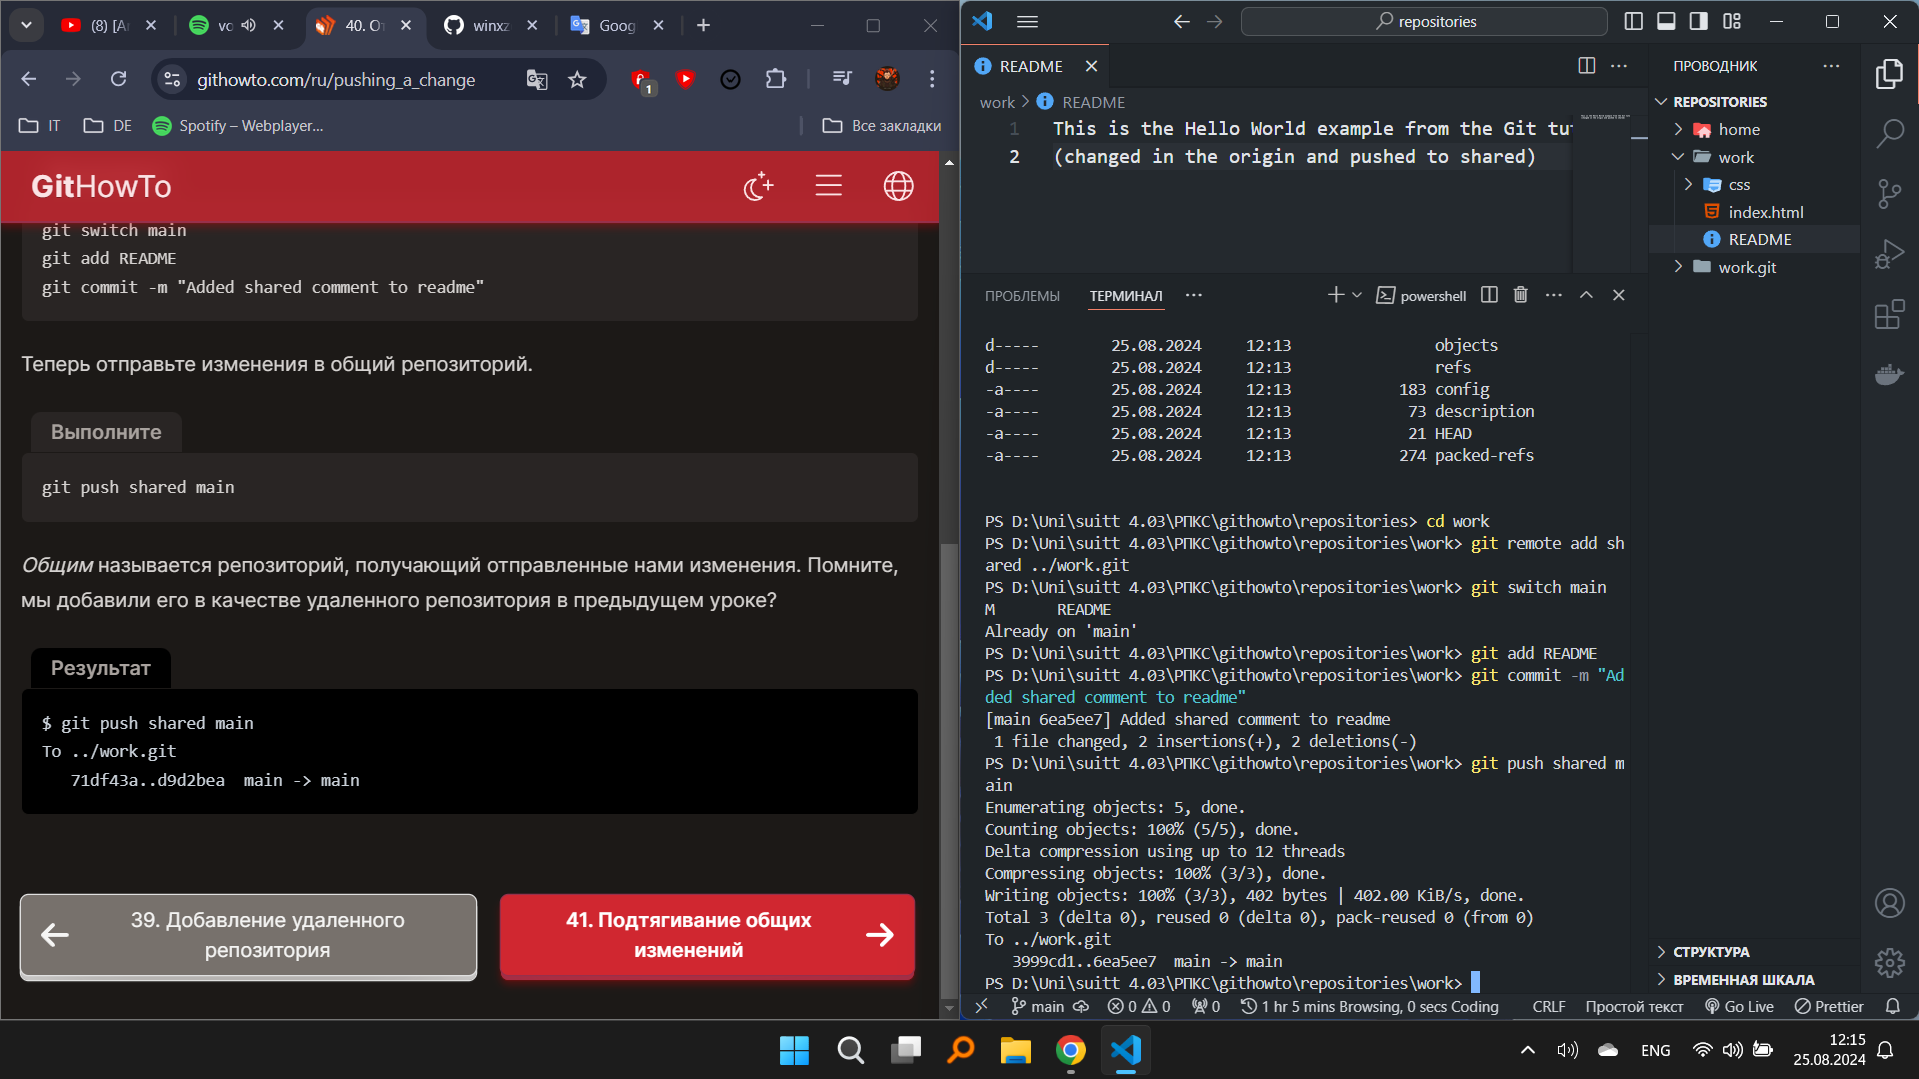 (8) [Ar
vo
40. От
winxz
Goog
githowto.com/ru/pushing_a_change
1
IT
DE
Spotify – Webplayer...
Все закладки
GitHowTo
git switch main
git add README
git commit -m "Added shared comment to readme"
Теперь отправьте изменения в общий репозиторий.
Выполните
git push shared main
Общим называется репозиторий, получающий отправленные нами изменения. Помните,
мы добавили его в качестве удаленного репозитория в предыдущем уроке?
Результат
$ git push shared main
To ../work.git
71df43a..d9d2bea main -> main
39. Добавление удаленного
репозитория
41. Подтягивание общих
изменений
repositories
README
work > README
1 This is the Hello World example from the Git tut
2 (changed in the origin and pushed to shared)
ПРОБЛЕМЫ
ТЕРМИНАЛ
powershell
d----- 25.08.2024 12:13 objects
d----- 25.08.2024 12:13 refs
-a---- 25.08.2024 12:13 183 config
-a---- 25.08.2024 12:13 73 description
-a---- 25.08.2024 12:13 21 HEAD
-a---- 25.08.2024 12:13 274 packed-refs
PS D:\Uni\suitt 4.03\РПКС\githowto\repositories> cd work
PS D:\Uni\suitt 4.03\РПКС\githowto\repositories\work> git remote add sh
ared ../work.git
PS D:\Uni\suitt 4.03\РПКС\githowto\repositories\work> git switch main
M README
Already on 'main'
PS D:\Uni\suitt 4.03\РПКС\githowto\repositories\work> git add README
PS D:\Uni\suitt 4.03\РПКС\githowto\repositories\work> git commit -m "Ad
ded shared comment to readme"
[main 6ea5ee7] Added shared comment to readme
1 file changed, 2 insertions(+), 2 deletions(-)
PS D:\Uni\suitt 4.03\РПКС\githowto\repositories\work> git push shared m
ain
Enumerating objects: 5, done.
Counting objects: 100% (5/5), done.
Delta compression using up to 12 threads
Compressing objects: 100% (3/3), done.
Writing objects: 100% (3/3), 402 bytes | 402.00 KiB/s, done.
Total 3 (delta 0), reused 0 (delta 0), pack-reused 0 (from 0)
To ../work.git
3999cd1..6ea5ee7 main -> main
PS D:\Uni\suitt 4.03\РПКС\githowto\repositories\work>
ПРОВОДНИК
REPOSITORIES
home
work
css
index.html
README
work.git
СТРУКТУРА
ВРЕМЕННАЯ ШКАЛА
main 0 0 0 1 hr 5 mins Browsing, 0 secs Coding CRLF Простой текст Go Live Prettier
ENG
12:15
25.08.2024